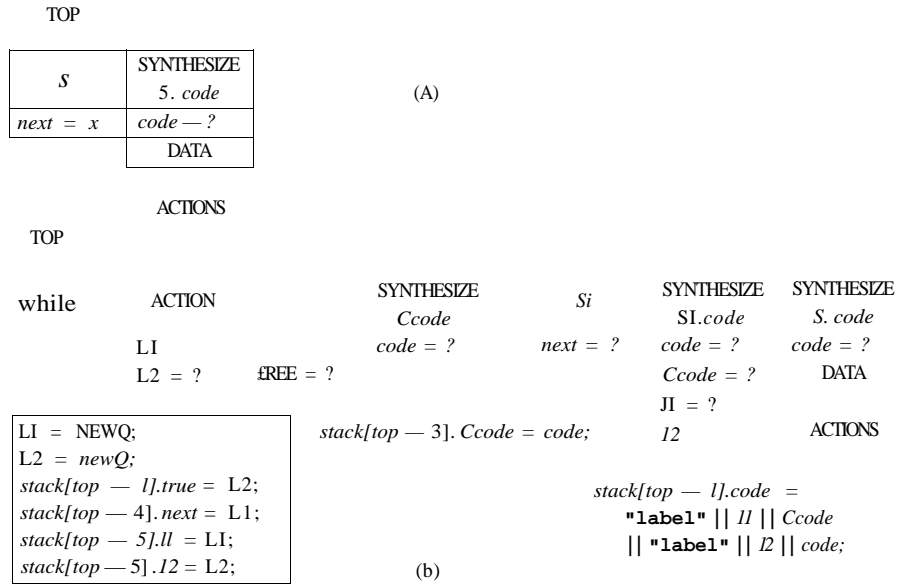 TOP
S SYNTHESIZE
5. code (A)
next = x code — ?
DATA
ACTIONS
TOP
while ACTION SYNTHESIZE Si SYNTHESIZE SYNTHESIZE
Ccode SI.code S. code
LI code = ? next = ? code = ? code = ?
L2 = ? £REE = ? Ccode = ? DATA
JI = ?
LI = NEWQ; stack[top — 3]. Ccode = code; 12 ACTIONS
L2 = newQ;
stack[top — l].true = L2; stack[top — l].code =
stack[top — 4]. next = L1; "label" || 11 || Ccode
stack[top — 5].ll = LI; || "label" || 12 || code;
stack[top — 5] .12 = L2; (b)